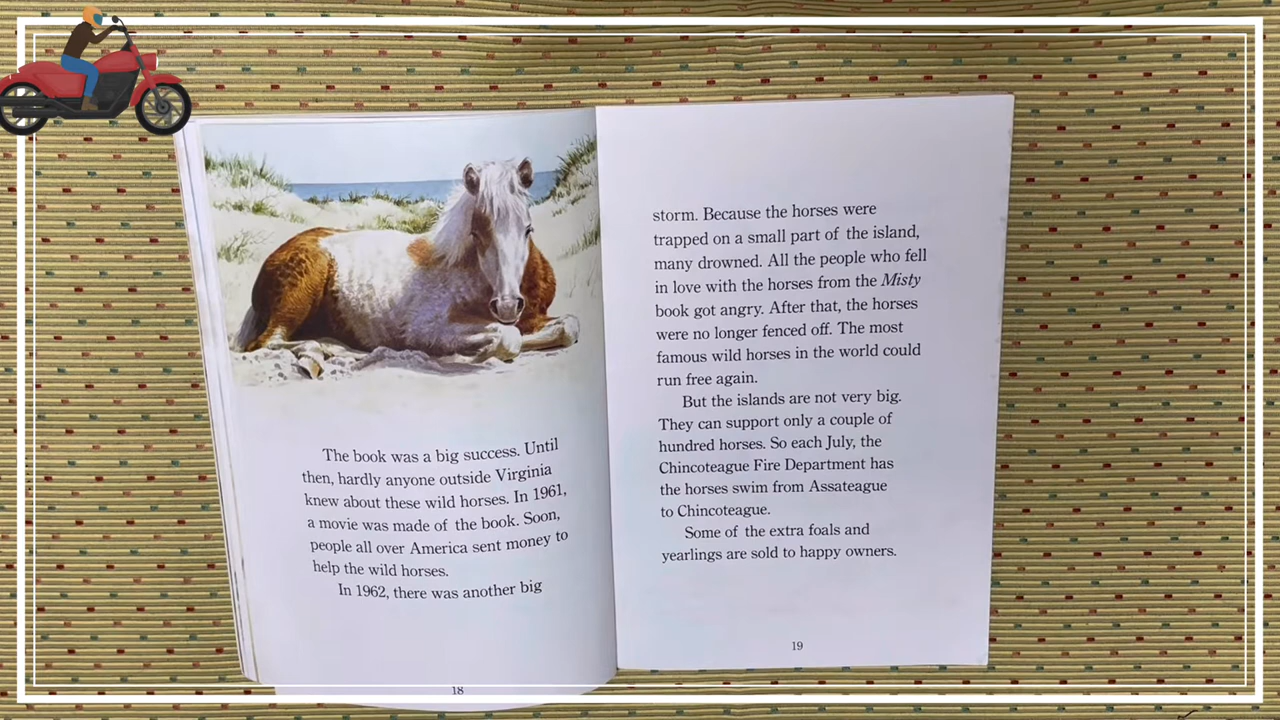 The book was a big success. Until
then, hardly anyone outside Virginia
knew about these wild horses. In 1961,
a movie was made of the book. Soon,
people all over America sent money to
help the wild horses.
In 1962, there was another big
18
storm. Because the horses were
trapped on a small part of the island,
many drowned. All the people who fell
in love with the horses from the Misty
book got angry. After that, the horses
were no longer fenced off. The most
famous wild horses in the world could
run free again.
But the islands are not very big.
They can support only a couple of
hundred horses. So each July, the
Chincoteague Fire Department has
the horses swim from Assateague
to Chincoteague.
Some of the extra foals and
yearlings are sold to happy owners.
19